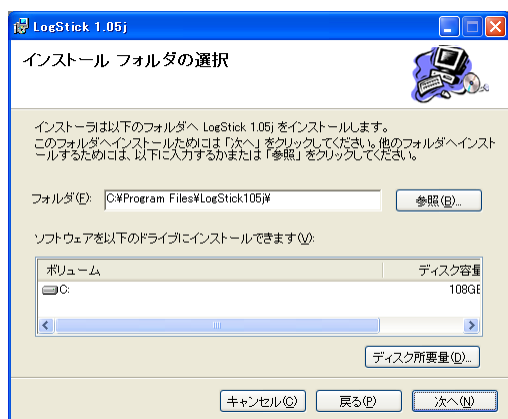 LogStick 1.05j
インストール フォルダの選択
インストーラは以下のフォルダへ LogStick 1.05j をインストールします。
このフォルダへインストールためには「次へ」をクリックしてください。他のフォルダへインスト
ールするためには、以下に入力するかまたは「参照」をクリックしてください。
フォルダ(F): C:¥Program Files¥LogStick105j¥ 参照(B)...
ソフトウェアを以下のドライブにインストールできます(V):
ボリューム ディスク容量
C: 108GB
ディスク所要量(D)...
キャンセル(C) 戻る(P) 次へ(N)